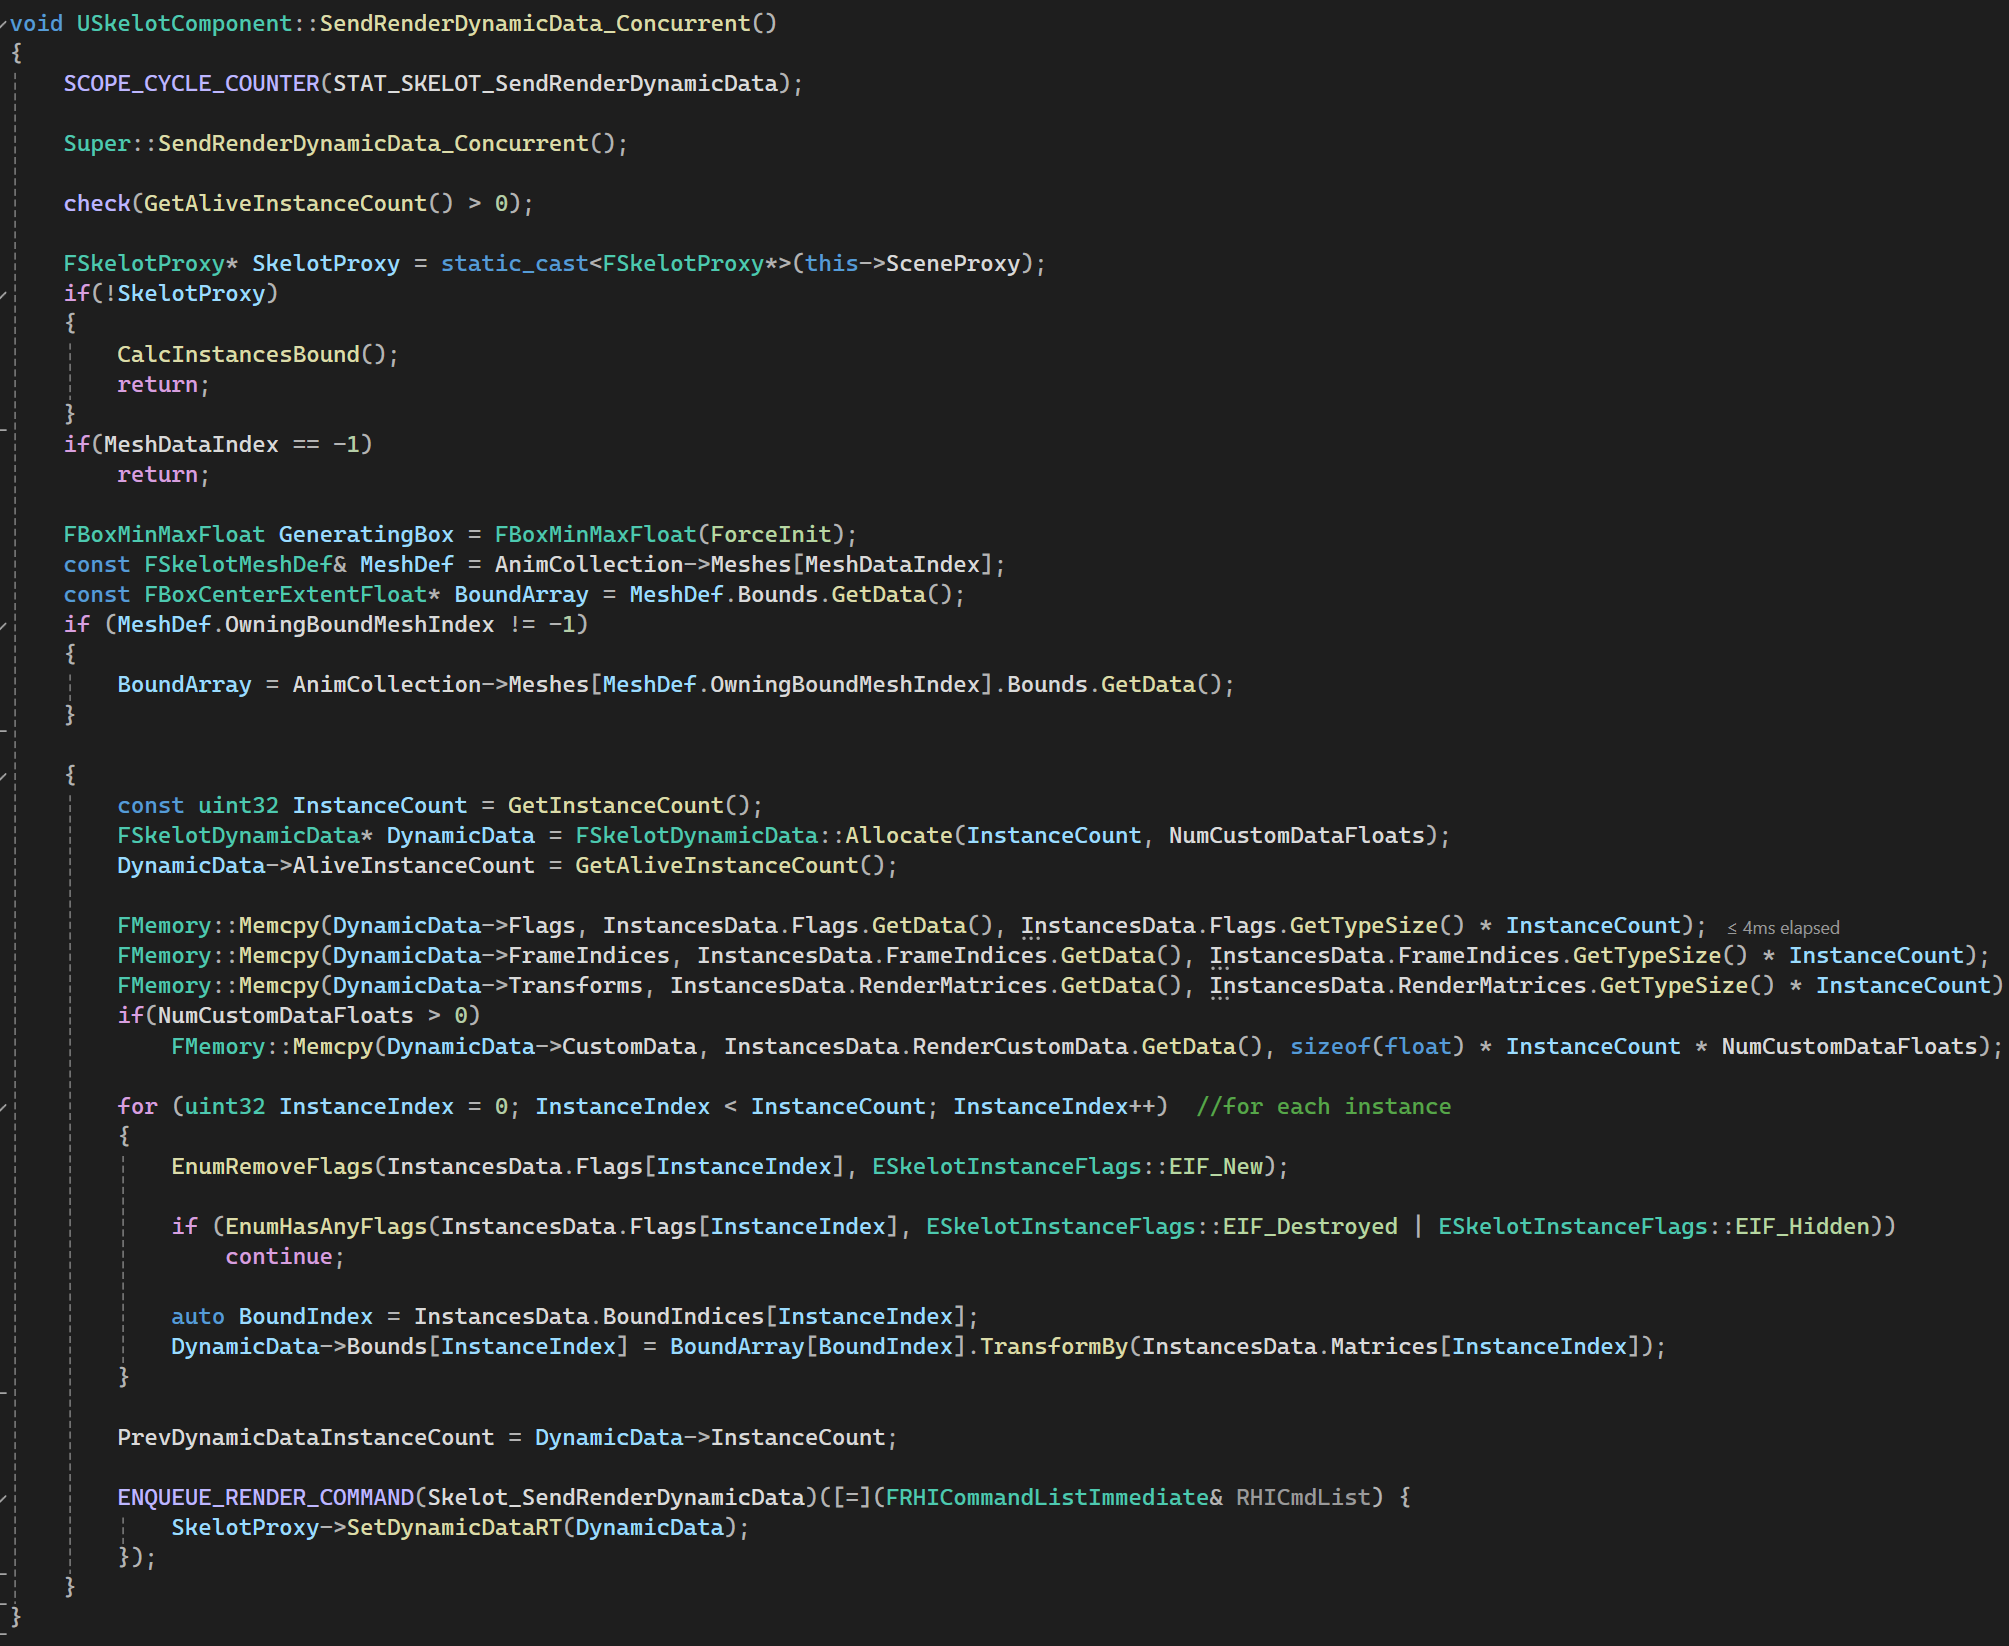 void USkelotComponent::SendRenderDynamicData_Concurrent()
{
    SCOPE_CYCLE_COUNTER(STAT_SKELOT_SendRenderDynamicData);

    Super::SendRenderDynamicData_Concurrent();

    check(GetAliveInstanceCount() > 0);

    FSkelotProxy* SkelotProxy = static_cast<FSkelotProxy*>(this->SceneProxy);
    if(!SkelotProxy)
    {
        CalcInstancesBound();
        return;
    }
    if(MeshDataIndex == -1)
        return;

    FBoxMinMaxFloat GeneratingBox = FBoxMinMaxFloat(ForceInit);
    const FSkelotMeshDef& MeshDef = AnimCollection->Meshes[MeshDataIndex];
    const FBoxCenterExtentFloat* BoundArray = MeshDef.Bounds.GetData();
    if (MeshDef.OwningBoundMeshIndex != -1)
    {
        BoundArray = AnimCollection->Meshes[MeshDef.OwningBoundMeshIndex].Bounds.GetData();
    }

    {
        const uint32 InstanceCount = GetInstanceCount();
        FSkelotDynamicData* DynamicData = FSkelotDynamicData::Allocate(InstanceCount, NumCustomDataFloats);
        DynamicData->AliveInstanceCount = GetAliveInstanceCount();

        FMemory::Memcpy(DynamicData->Flags, InstancesData.Flags.GetData(), InstancesData.Flags.GetTypeSize() * InstanceCount); ≤ 4ms elapsed
        FMemory::Memcpy(DynamicData->FrameIndices, InstancesData.FrameIndices.GetData(), InstancesData.FrameIndices.GetTypeSize() * InstanceCount);
        FMemory::Memcpy(DynamicData->Transforms, InstancesData.RenderMatrices.GetData(), InstancesData.RenderMatrices.GetTypeSize() * InstanceCount)
        if(NumCustomDataFloats > 0)
            FMemory::Memcpy(DynamicData->CustomData, InstancesData.RenderCustomData.GetData(), sizeof(float) * InstanceCount * NumCustomDataFloats);

        for (uint32 InstanceIndex = 0; InstanceIndex < InstanceCount; InstanceIndex++)  //for each instance
        {
            EnumRemoveFlags(InstancesData.Flags[InstanceIndex], ESkelotInstanceFlags::EIF_New);

            if (EnumHasAnyFlags(InstancesData.Flags[InstanceIndex], ESkelotInstanceFlags::EIF_Destroyed | ESkelotInstanceFlags::EIF_Hidden))
                continue;

            auto BoundIndex = InstancesData.BoundIndices[InstanceIndex];
            DynamicData->Bounds[InstanceIndex] = BoundArray[BoundIndex].TransformBy(InstancesData.Matrices[InstanceIndex]);
        }

        PrevDynamicDataInstanceCount = DynamicData->InstanceCount;

        ENQUEUE_RENDER_COMMAND(Skelot_SendRenderDynamicData)([=](FRHICommandListImmediate& RHICmdList) {
            SkelotProxy->SetDynamicDataRT(DynamicData);
        });
    }
}